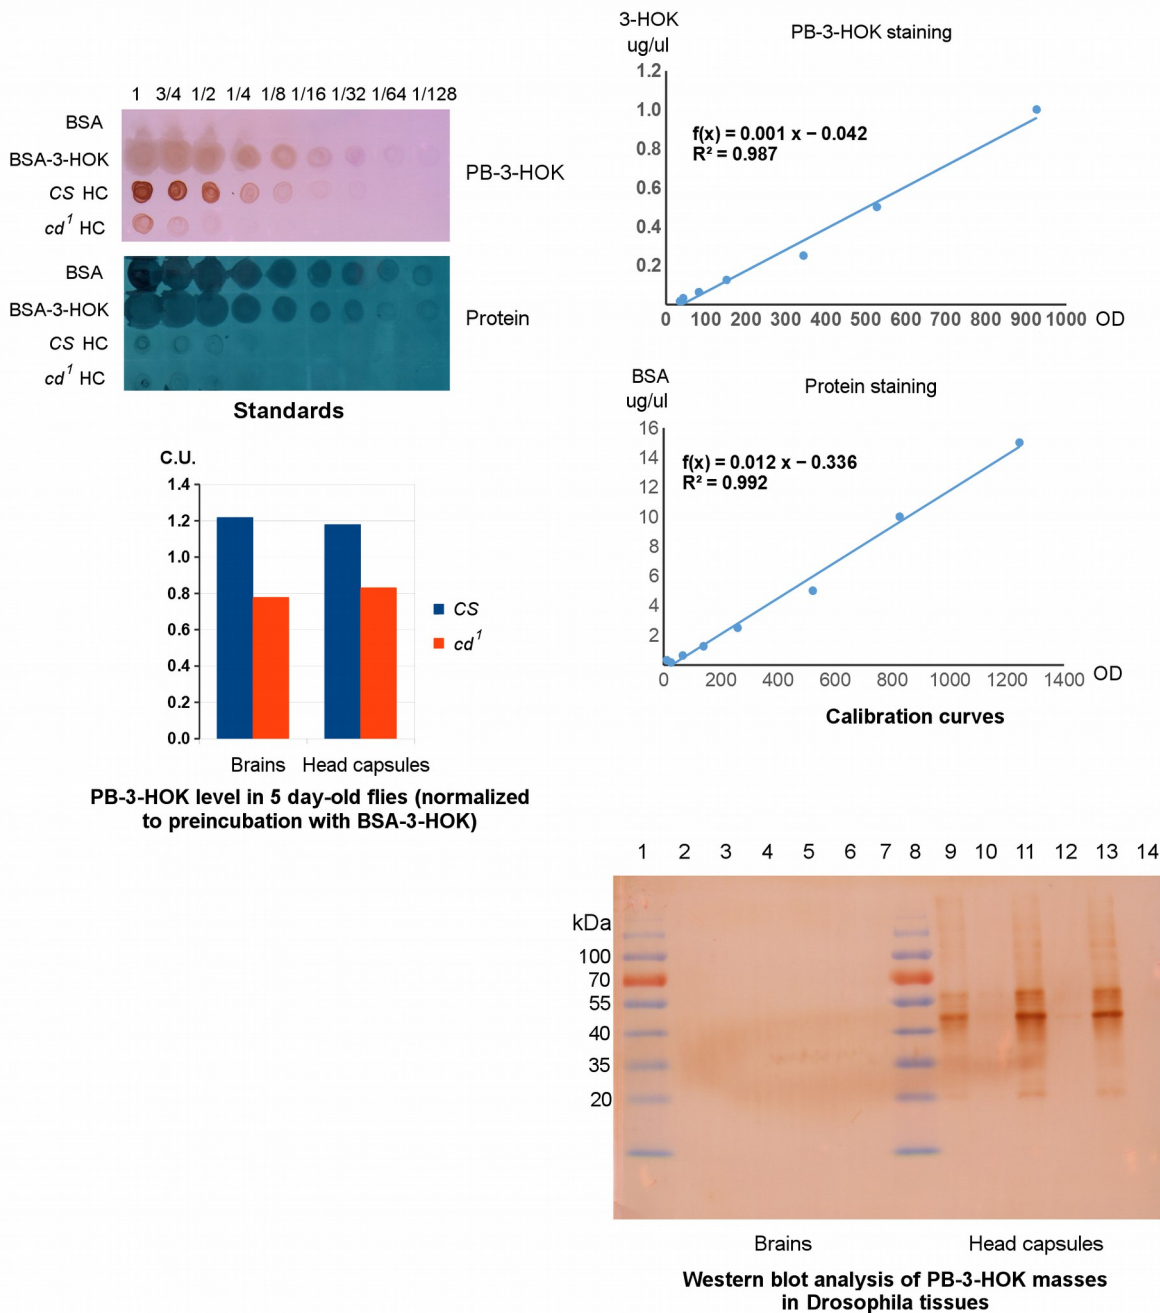 1 3/4 1/2 1/4 1/8 1/16 1/32 1/64 1/128
BSA
BSA-3-HOK
CS HC
cd¹ HC
PB-3-HOK
BSA
BSA-3-HOK
CS HC
cd¹ HC
Protein
Standards
3-HOK
ug/ul
PB-3-HOK staining
1.2
1.0
0.8
0.6
0.4
0.2
f(x) = 0.001 x − 0.042
R² = 0.987
0 100 200 300 400 500 600 700 800 900 1000 OD
BSA
ug/ul
Protein staining
16
14
12
10
8
6
4
2
f(x) = 0.012 x − 0.336
R² = 0.992
0 200 400 600 800 1000 1200 1400 OD
Calibration curves
C.U.
1.4
1.2
1.0
0.8
0.6
0.4
0.2
0.0
CS
cd¹
Brains Head capsules
PB-3-HOK level in 5 day-old flies (normalized
to preincubation with BSA-3-HOK)
1 2 3 4 5 6 7 8 9 10 11 12 13 14
kDa
100
70
55
40
35
20
Brains Head capsules
Western blot analysis of PB-3-HOK masses
in Drosophila tissues